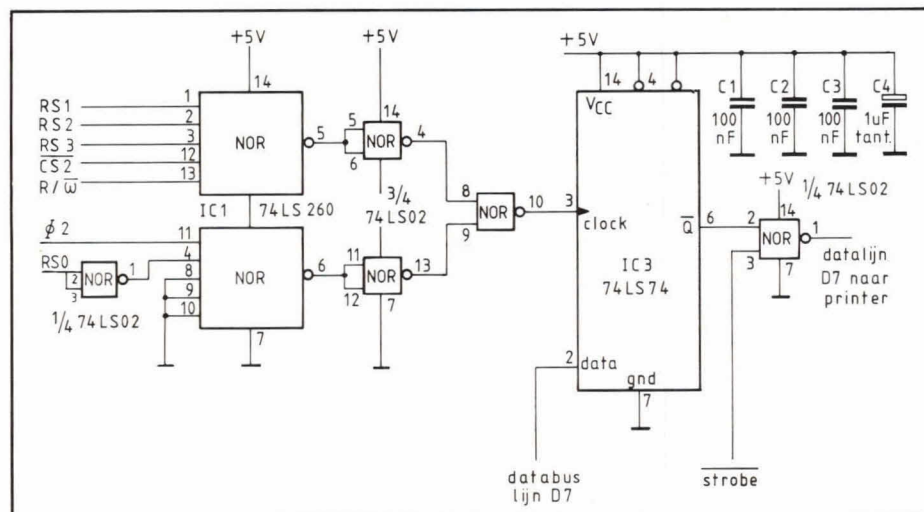 +5V
14
RS1
1
RS2
2
RS3
3
CS2
12
R/W
13
NOR
5
IC1
74LS260
ϕ2
11
RS0
2
3
NOR
1
4
8
9
10
NOR
6
7
1/4 74LS02
+5V
14
5
6
NOR
4
3/4
74LS02
11
12
NOR
13
7
8
9
NOR
10
+5V
14
4
VCC
3
clock
Q
6
IC3
74LS74
2
data
gnd
7
databus
lijn D7
C1
100
nF
C2
100
nF
C3
100
nF
C4
1uF
tant.
+5V
1/4 74LS02
14
2
3
NOR
1
7
datalijn
D7 naar
printer
strobe